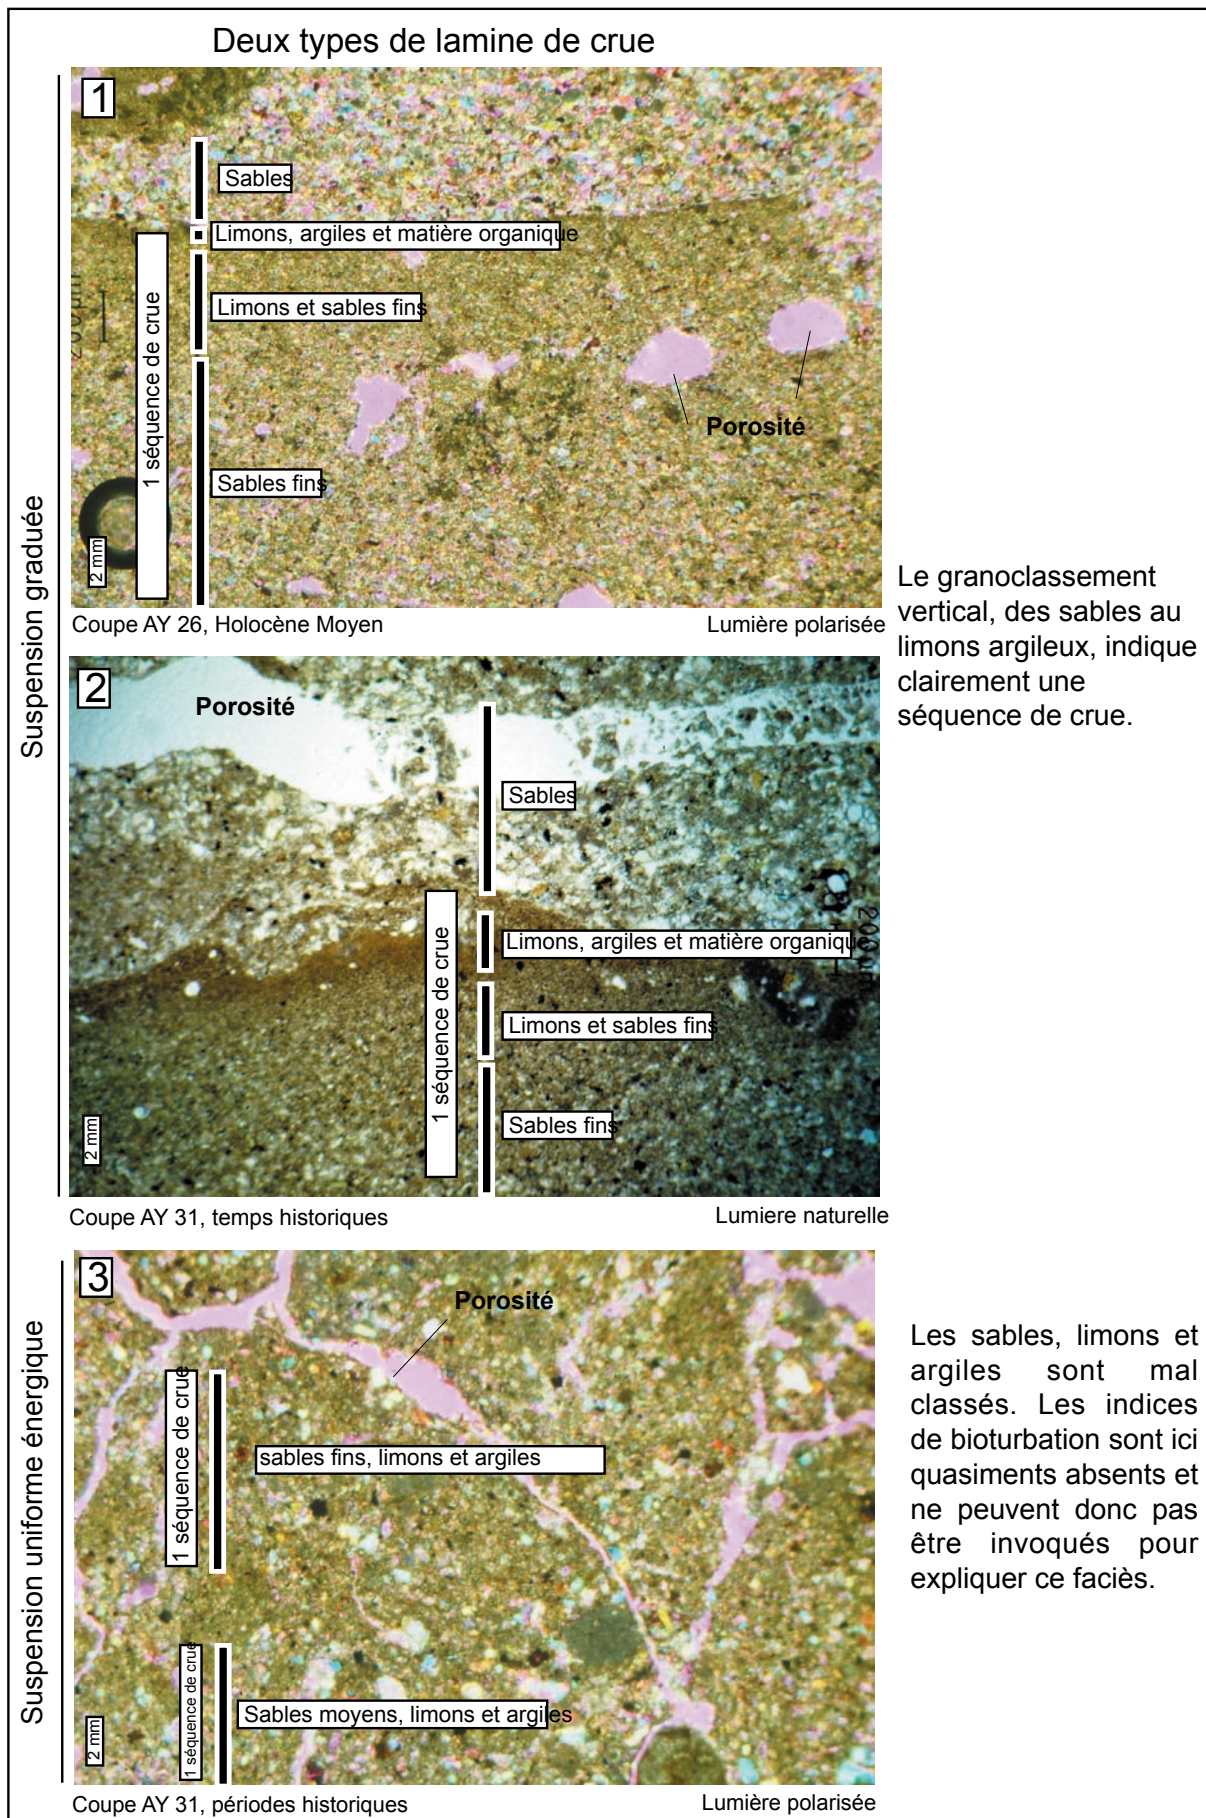 Deux types de lamine de crue
Suspension graduée
1
Sables
Limons, argiles et matière organique
Limons et sables fins
1 séquence de crue
Porosité
Sables fins
2 mm
Coupe AY 26, Holocène Moyen
Lumière polarisée
Le granoclassement
vertical, des sables au
limons argileux, indique
clairement une
séquence de crue.
2
Porosité
Sables
200µm
Limons, argiles et matière organique
1 séquence de crue
Limons et sables fins
Sables fins
2 mm
Coupe AY 31, temps historiques
Lumiere naturelle
Suspension uniforme énergique
3
Porosité
1 séquence de crue
sables fins, limons et argiles
1 séquence de crue
Sables moyens, limons et argiles
2 mm
Coupe AY 31, périodes historiques
Lumière polarisée
Les sables, limons et
argiles sont mal
classés. Les indices
de bioturbation sont ici
quasiments absents et
ne peuvent donc pas
être invoqués pour
expliquer ce faciès.